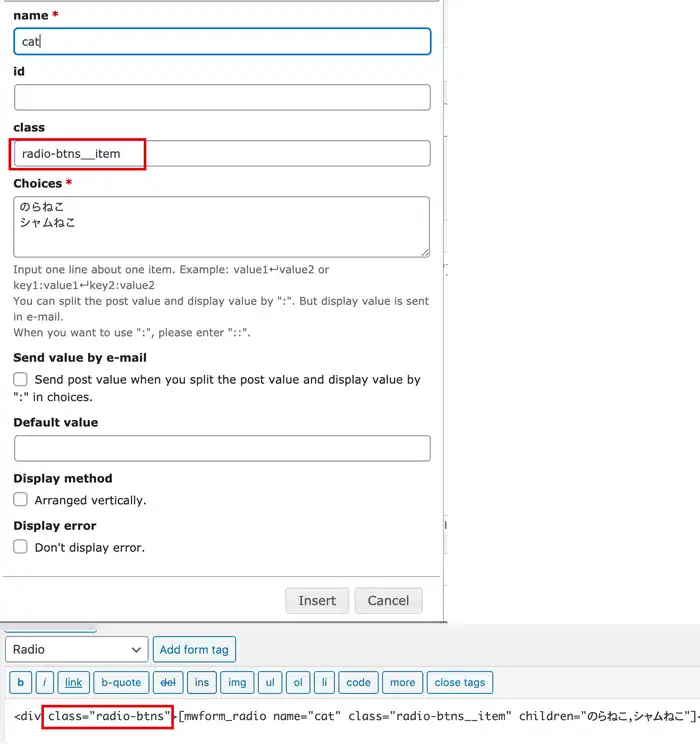 name *
cat
id
class
radio-btns__item
Choices *
のらねこ
シャムねこ
Input one line about one item. Example: value1↵value2 or
key1:value1↵key2:value2
You can split the post value and display value by ":". But display value is sent
in e-mail.
When you want to use ":", please enter "::".
Send value by e-mail
Send post value when you split the post value and display value by
":" in choices.
Default value
Display method
Arranged vertically.
Display error
Don't display error.
Insert Cancel
Radio Add form tag
b i link b-quote del ins img ul ol li code more close tags
<div class="radio-btns">[mwform_radio name="cat" class="radio-btns__item" children="のらねこ,シャムねこ"]